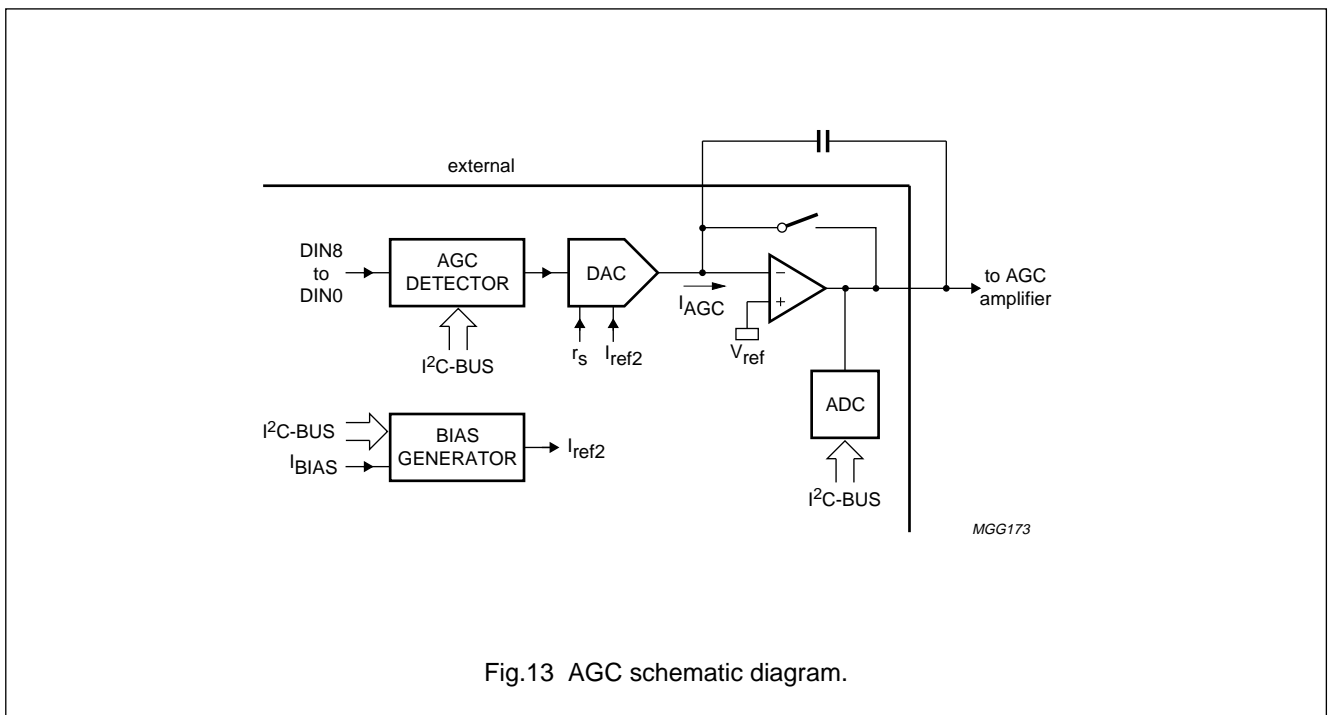 external
DIN8
to
DIN0
AGC
DETECTOR
I2C-BUS
DAC
rs
Iref2
IAGC
−
+
Vref
to AGC
amplifier
ADC
I2C-BUS
I2C-BUS
IBIAS
BIAS
GENERATOR
Iref2
MGG173
Fig.13 AGC schematic diagram.